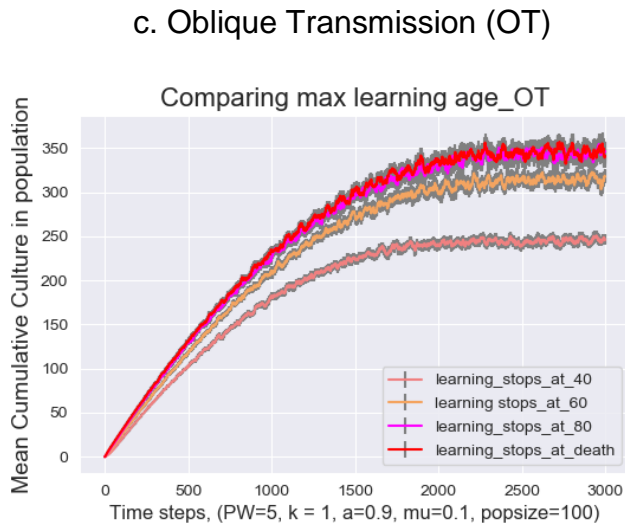 c. Oblique Transmission (OT)
Comparing max learning age_OT
Mean Cumulative Culture in population
350
300
250
200
150
100
50
0
learning_stops_at_40
learning stops_at_60
learning_stops_at_80
learning_stops_at_death
0
500
1000
1500
2000
2500
3000
Time steps, (PW=5, k = 1, a=0.9, mu=0.1, popsize=100)